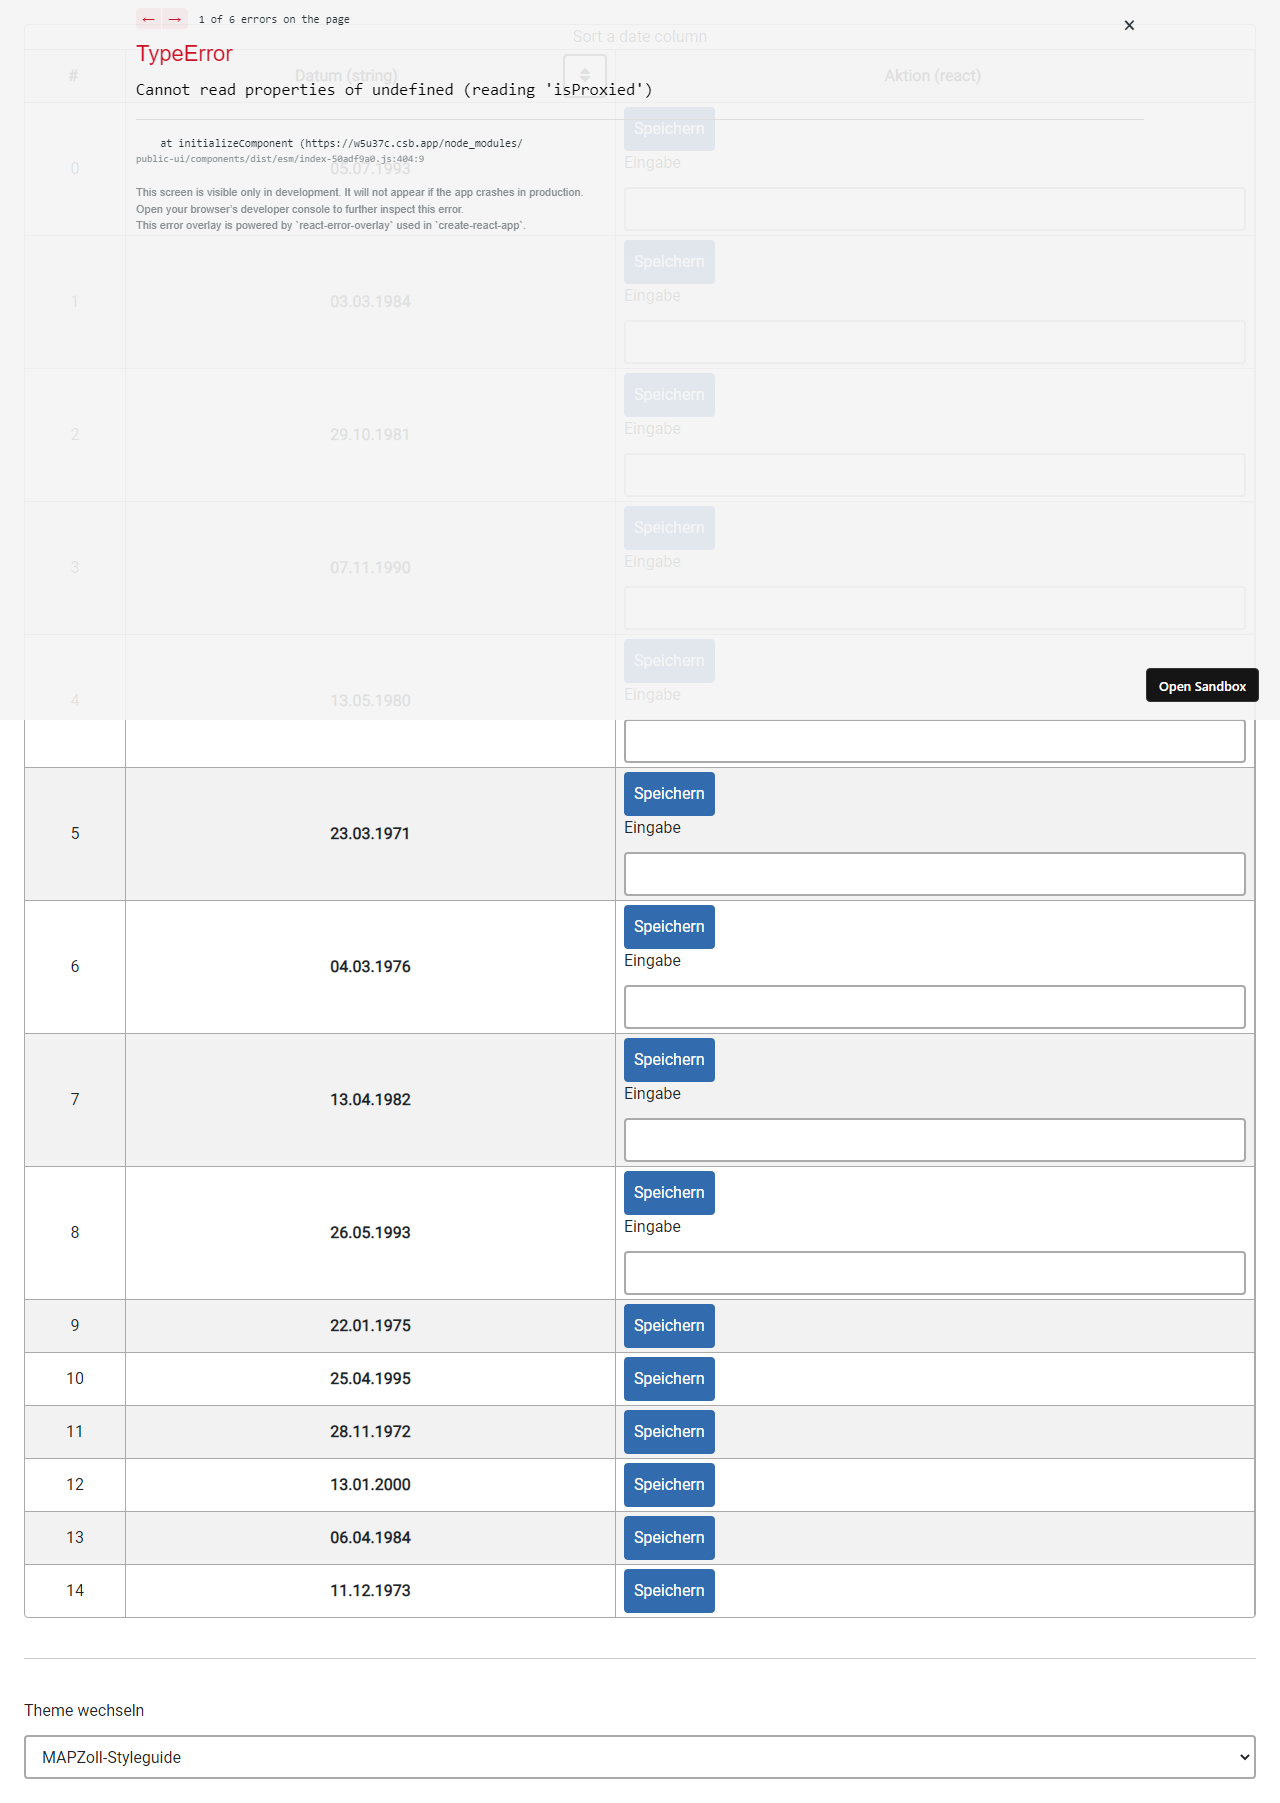 ← → 1 of 6 errors on the page
×
Sort a date column
TypeError
# Datum (string) Aktion (react)
Cannot read properties of undefined (reading 'isProxied')
Speichern
at initializeComponent (https://w5u37c.csb.app/node_modules/
public-ui/components/dist/esm/index-50adf9a0.js:404:9
Eingabe
0 05.07.1993
This screen is visible only in development. It will not appear if the app crashes in production.
Open your browser's developer console to further inspect this error.
This error overlay is powered by `react-error-overlay` used in `create-react-app`.
Speichern
Eingabe
1 03.03.1984
Speichern
Eingabe
2 29.10.1981
Speichern
Eingabe
3 07.11.1990
Speichern
Eingabe
4 13.05.1980
Open Sandbox
Speichern
Eingabe
5 23.03.1971
Speichern
Eingabe
6 04.03.1976
Speichern
Eingabe
7 13.04.1982
Speichern
Eingabe
8 26.05.1993
9 22.01.1975 Speichern
10 25.04.1995 Speichern
11 28.11.1972 Speichern
12 13.01.2000 Speichern
13 06.04.1984 Speichern
14 11.12.1973 Speichern
Theme wechseln
MAPZoll-Styleguide